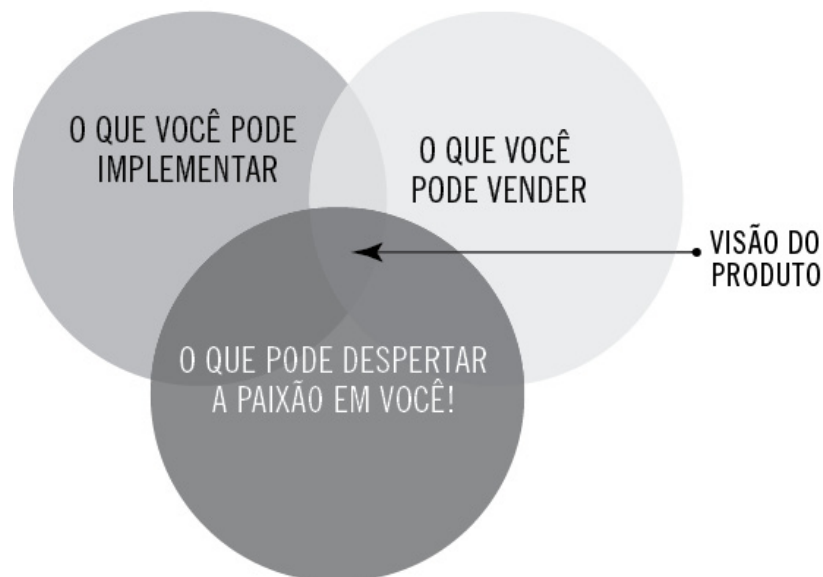 O QUE VOCÊ PODE
IMPLEMENTAR
O QUE VOCÊ
PODE VENDER
VISÃO DO
PRODUTO
O QUE PODE DESPERTAR
A PAIXÃO EM VOCÊ!